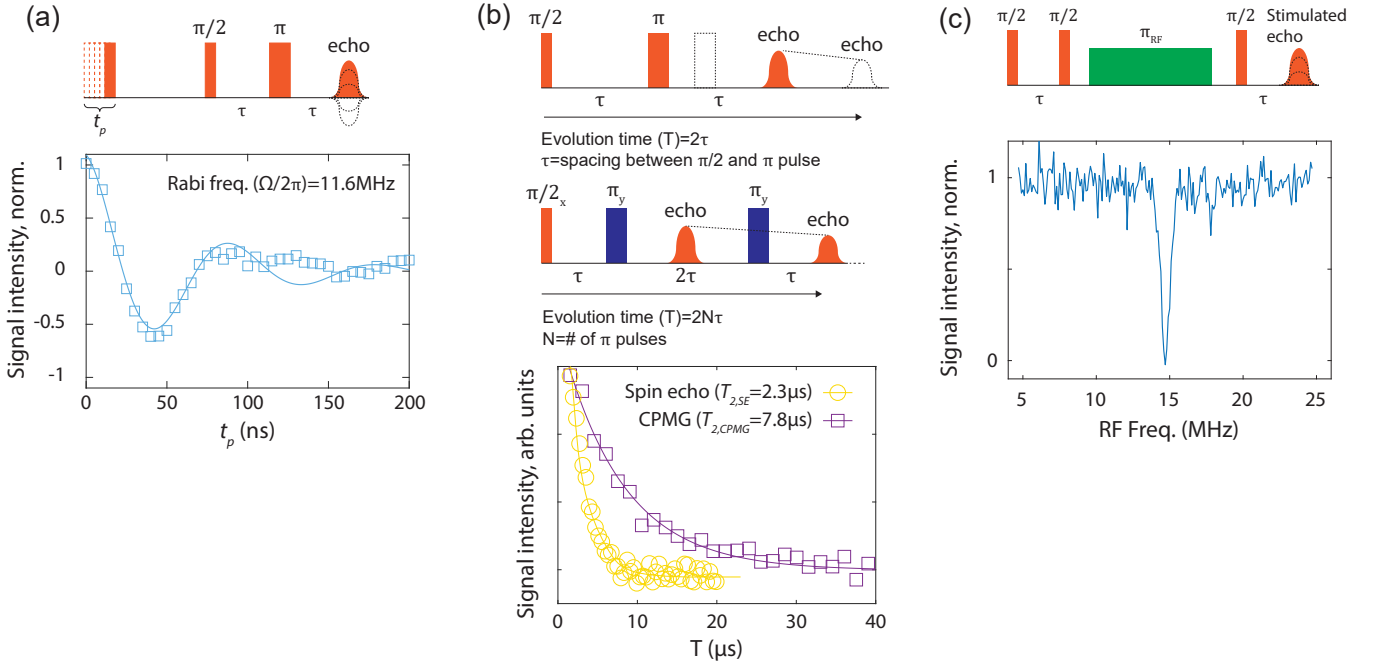 (a)
π/2
π
echo
τ
τ
t_p
Signal intensity, norm.
1
0.5
0
-0.5
-1
Rabi freq. (Ω/2π)=11.6MHz
0
50
100
150
200
t_p (ns)
(b)
π/2
π
echo
echo
τ
τ
Evolution time (T)=2τ
τ=spacing between π/2 and π pulse
π/2_x
π_y
echo
π_y
echo
τ
2τ
τ
Evolution time (T)=2Nτ
N=# of π pulses
Signal intensity, arb. units
Spin echo (T_2,SE=2.3μs)
CPMG (T_2,CPMG=7.8μs)
0
10
20
30
40
T (μs)
(c)
π/2
π/2
π_RF
π/2
Stimulated
echo
τ
τ
Signal intensity, norm.
1
0
5
10
15
20
25
RF Freq. (MHz)